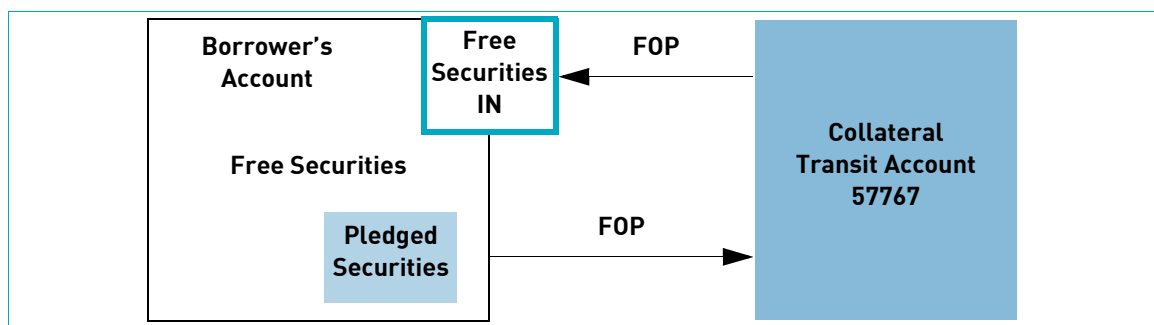 Borrower’s
Account
Free
Securities
IN
FOP
Collateral
Transit Account
57767
Free Securities
FOP
Pledged
Securities